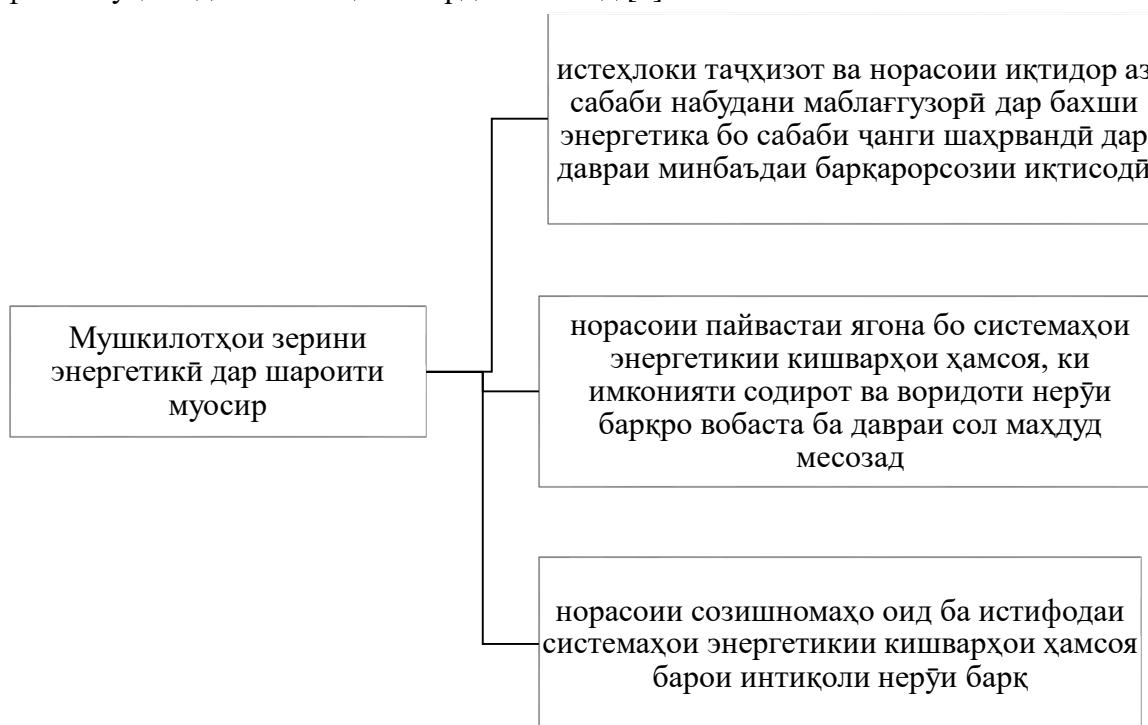 истеҳлоки таҷҳизот ва норасоии иқтидор аз
сабаби набудани маблағгузорӣ дар бахши
энергетика бо сабаби ҷанги шаҳрвандӣ дар
давраи минбаъдаи барқарорсозии иқтисодӣ
Мушкилотҳои зерини
энергетикӣ дар шароити
муосир
норасоии пайвастаи ягона бо системаҳои
энергетикии кишварҳои ҳамсоя, ки
имконияти содирот ва воридоти нерӯи
барқро вобаста ба давраи сол маҳдуд
месозад
норасоии созишномаҳо оид ба истифодаи
системаҳои энергетикии кишварҳои ҳамсоя
барои интиқоли нерӯи барқ